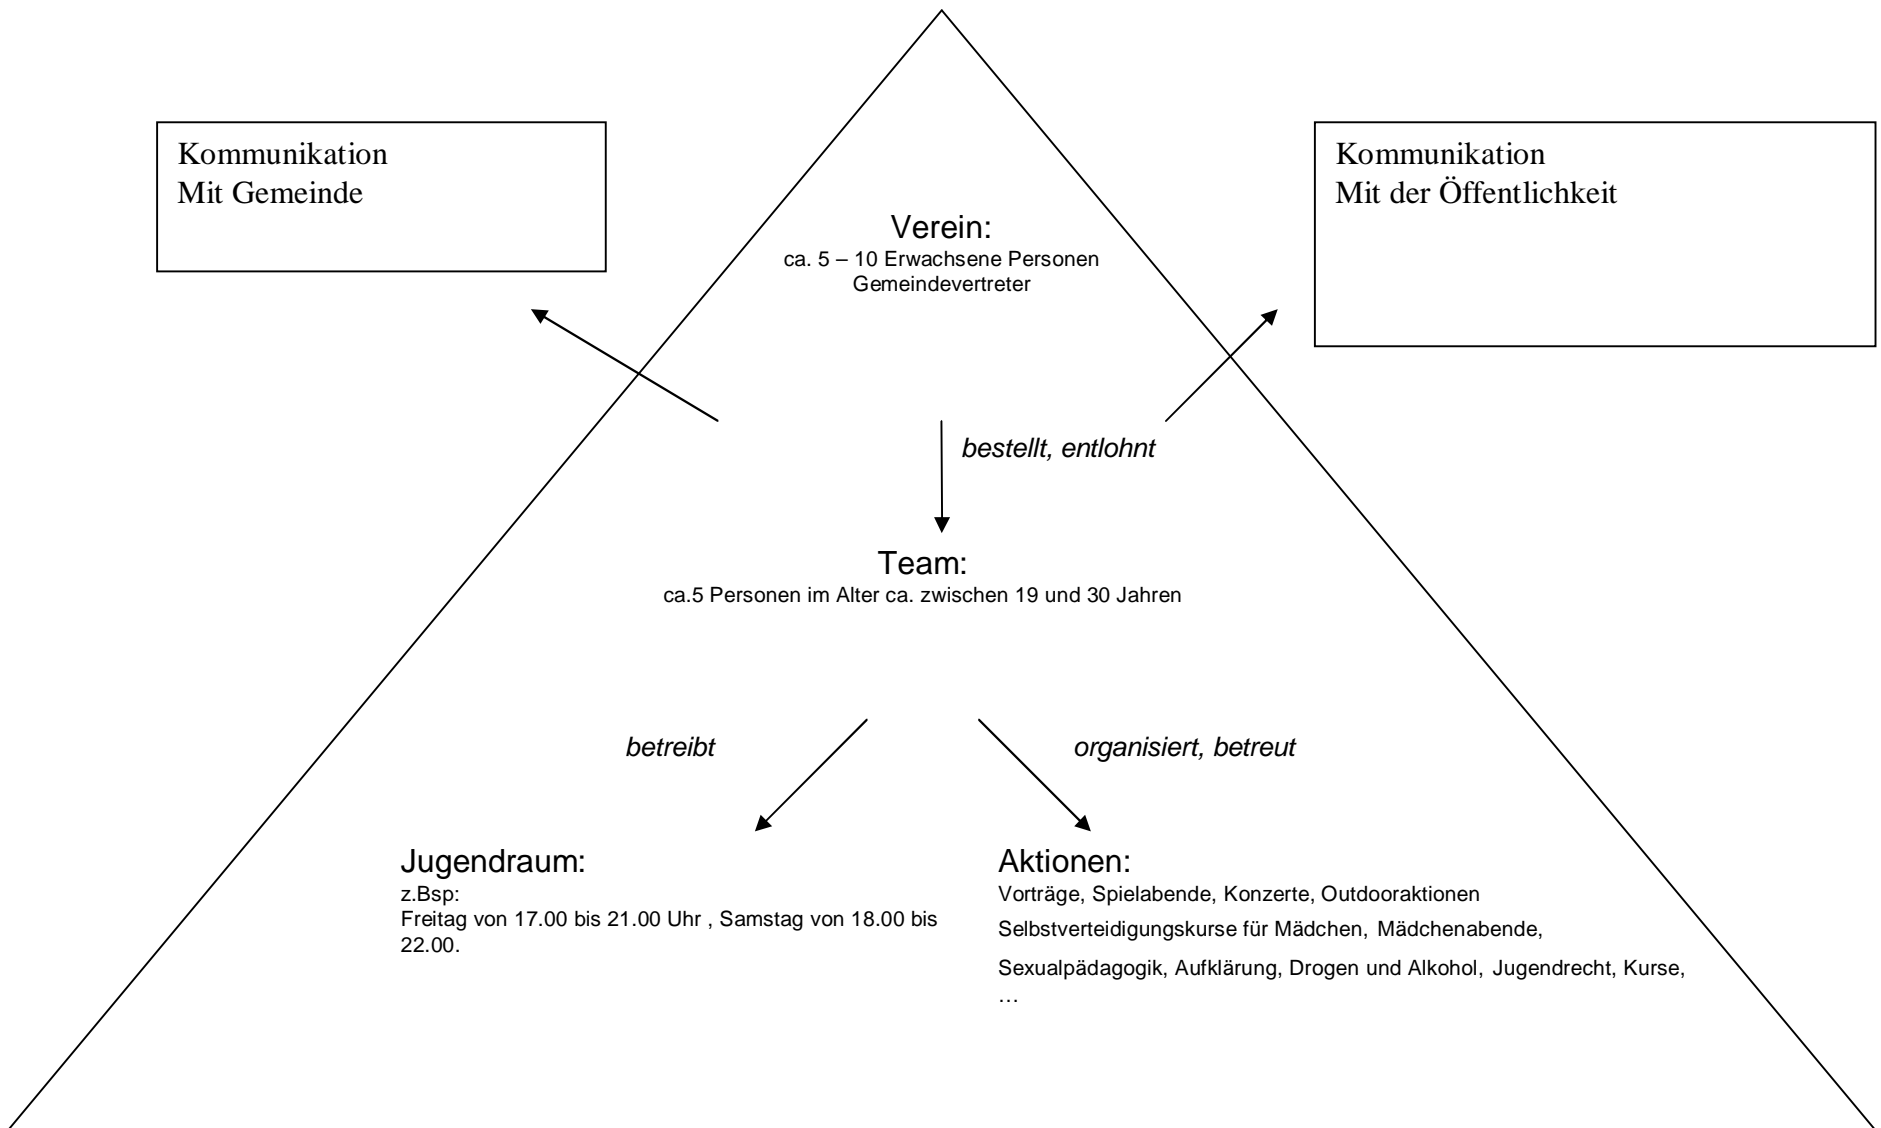 Kommunikation
Mit Gemeinde
Kommunikation
Mit der Öffentlichkeit
Verein:
ca. 5 – 10 Erwachsene Personen
Gemeindevertreter
bestellt, entlohnt
Team:
ca.5 Personen im Alter ca. zwischen 19 und 30 Jahren
betreibt
organisiert, betreut
Jugendraum:
z.Bsp:
Freitag von 17.00 bis 21.00 Uhr , Samstag von 18.00 bis
22.00.
Aktionen:
Vorträge, Spielabende, Konzerte, Outdooraktionen
Selbstverteidigungskurse für Mädchen, Mädchenabende,
Sexualpädagogik, Aufklärung, Drogen und Alkohol, Jugendrecht, Kurse,
…